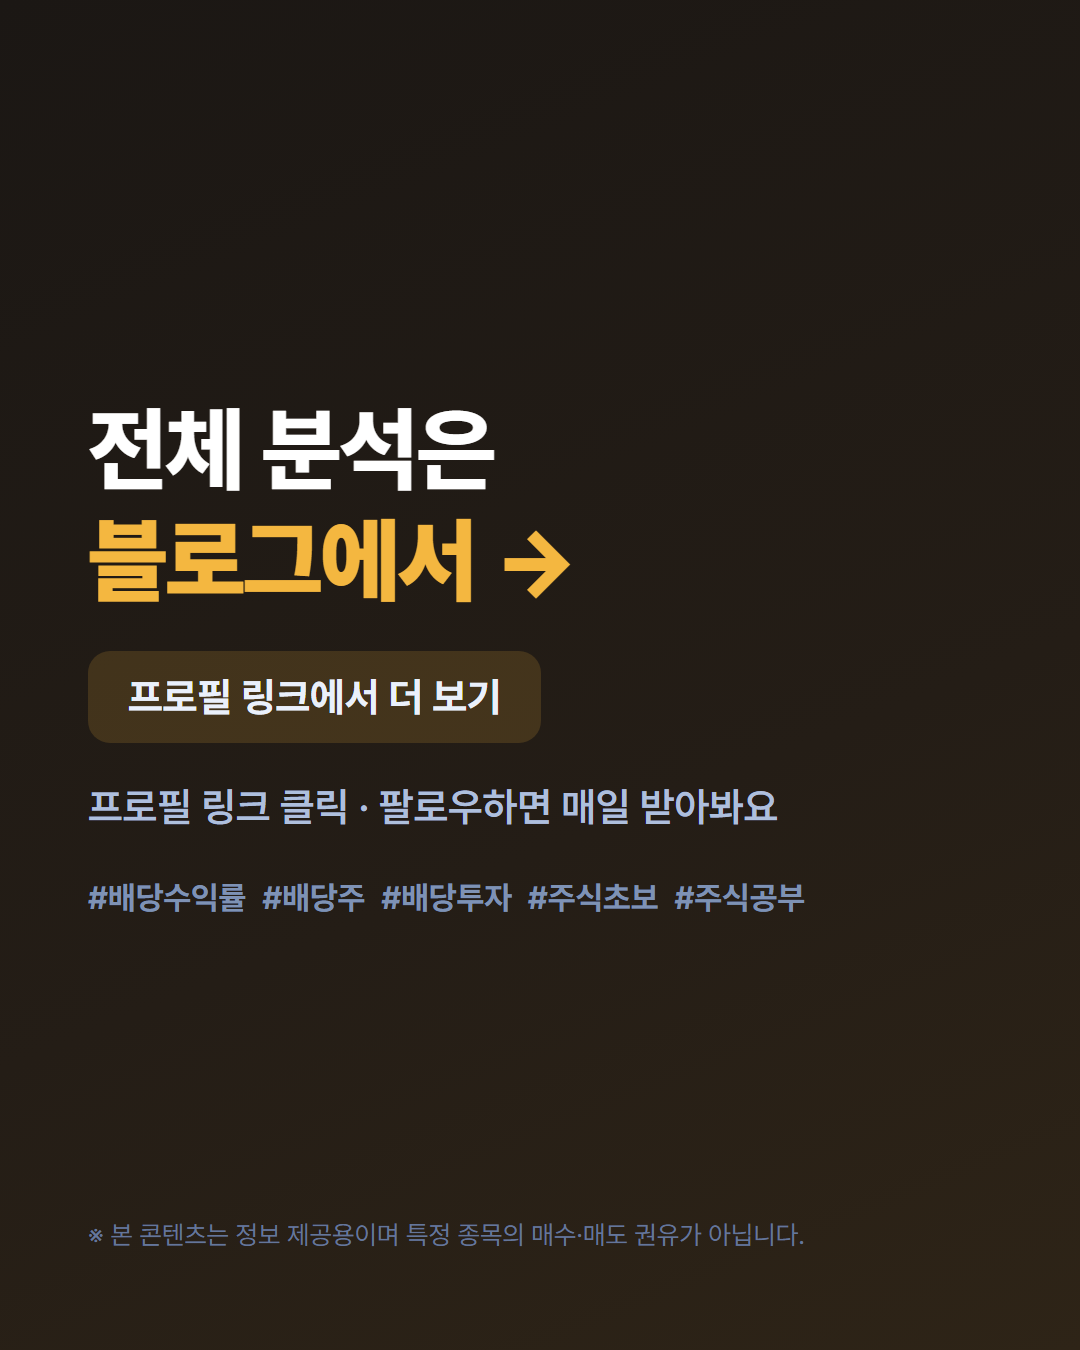 전체 분석은
블로그에서 →
프로필 링크에서 더 보기
프로필 링크 클릭 · 팔로우하면 매일 받아봐요
#배당수익률 #배당주 #배당투자 #주식초보 #주식공부
※ 본 콘텐츠는 정보 제공용이며 특정 종목의 매수·매도 권유가 아닙니다.